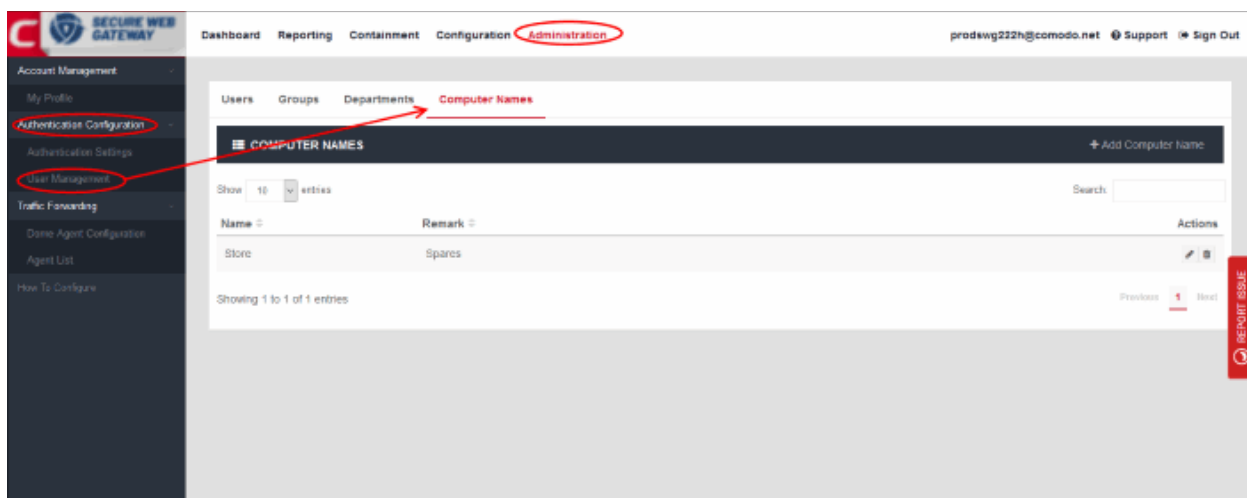 SECURE WEB
GATEWAY
Dashboard Reporting Containment Configuration Administration
prodswg222h@comodo.net Support Sign Out
Account Management
My Profile
Authentication Configuration
Authentication Settings
User Management
Traffic Forwarding
Dome Agent Configuration
Agent List
How To Configure
Users Groups Departments Computer Names
COMPUTER NAMES
+ Add Computer Name
Show 10 entries
Search:
Name Remark Actions
Store Spares
Showing 1 to 1 of 1 entries
Previous 1 Next
REPORT ISSUE